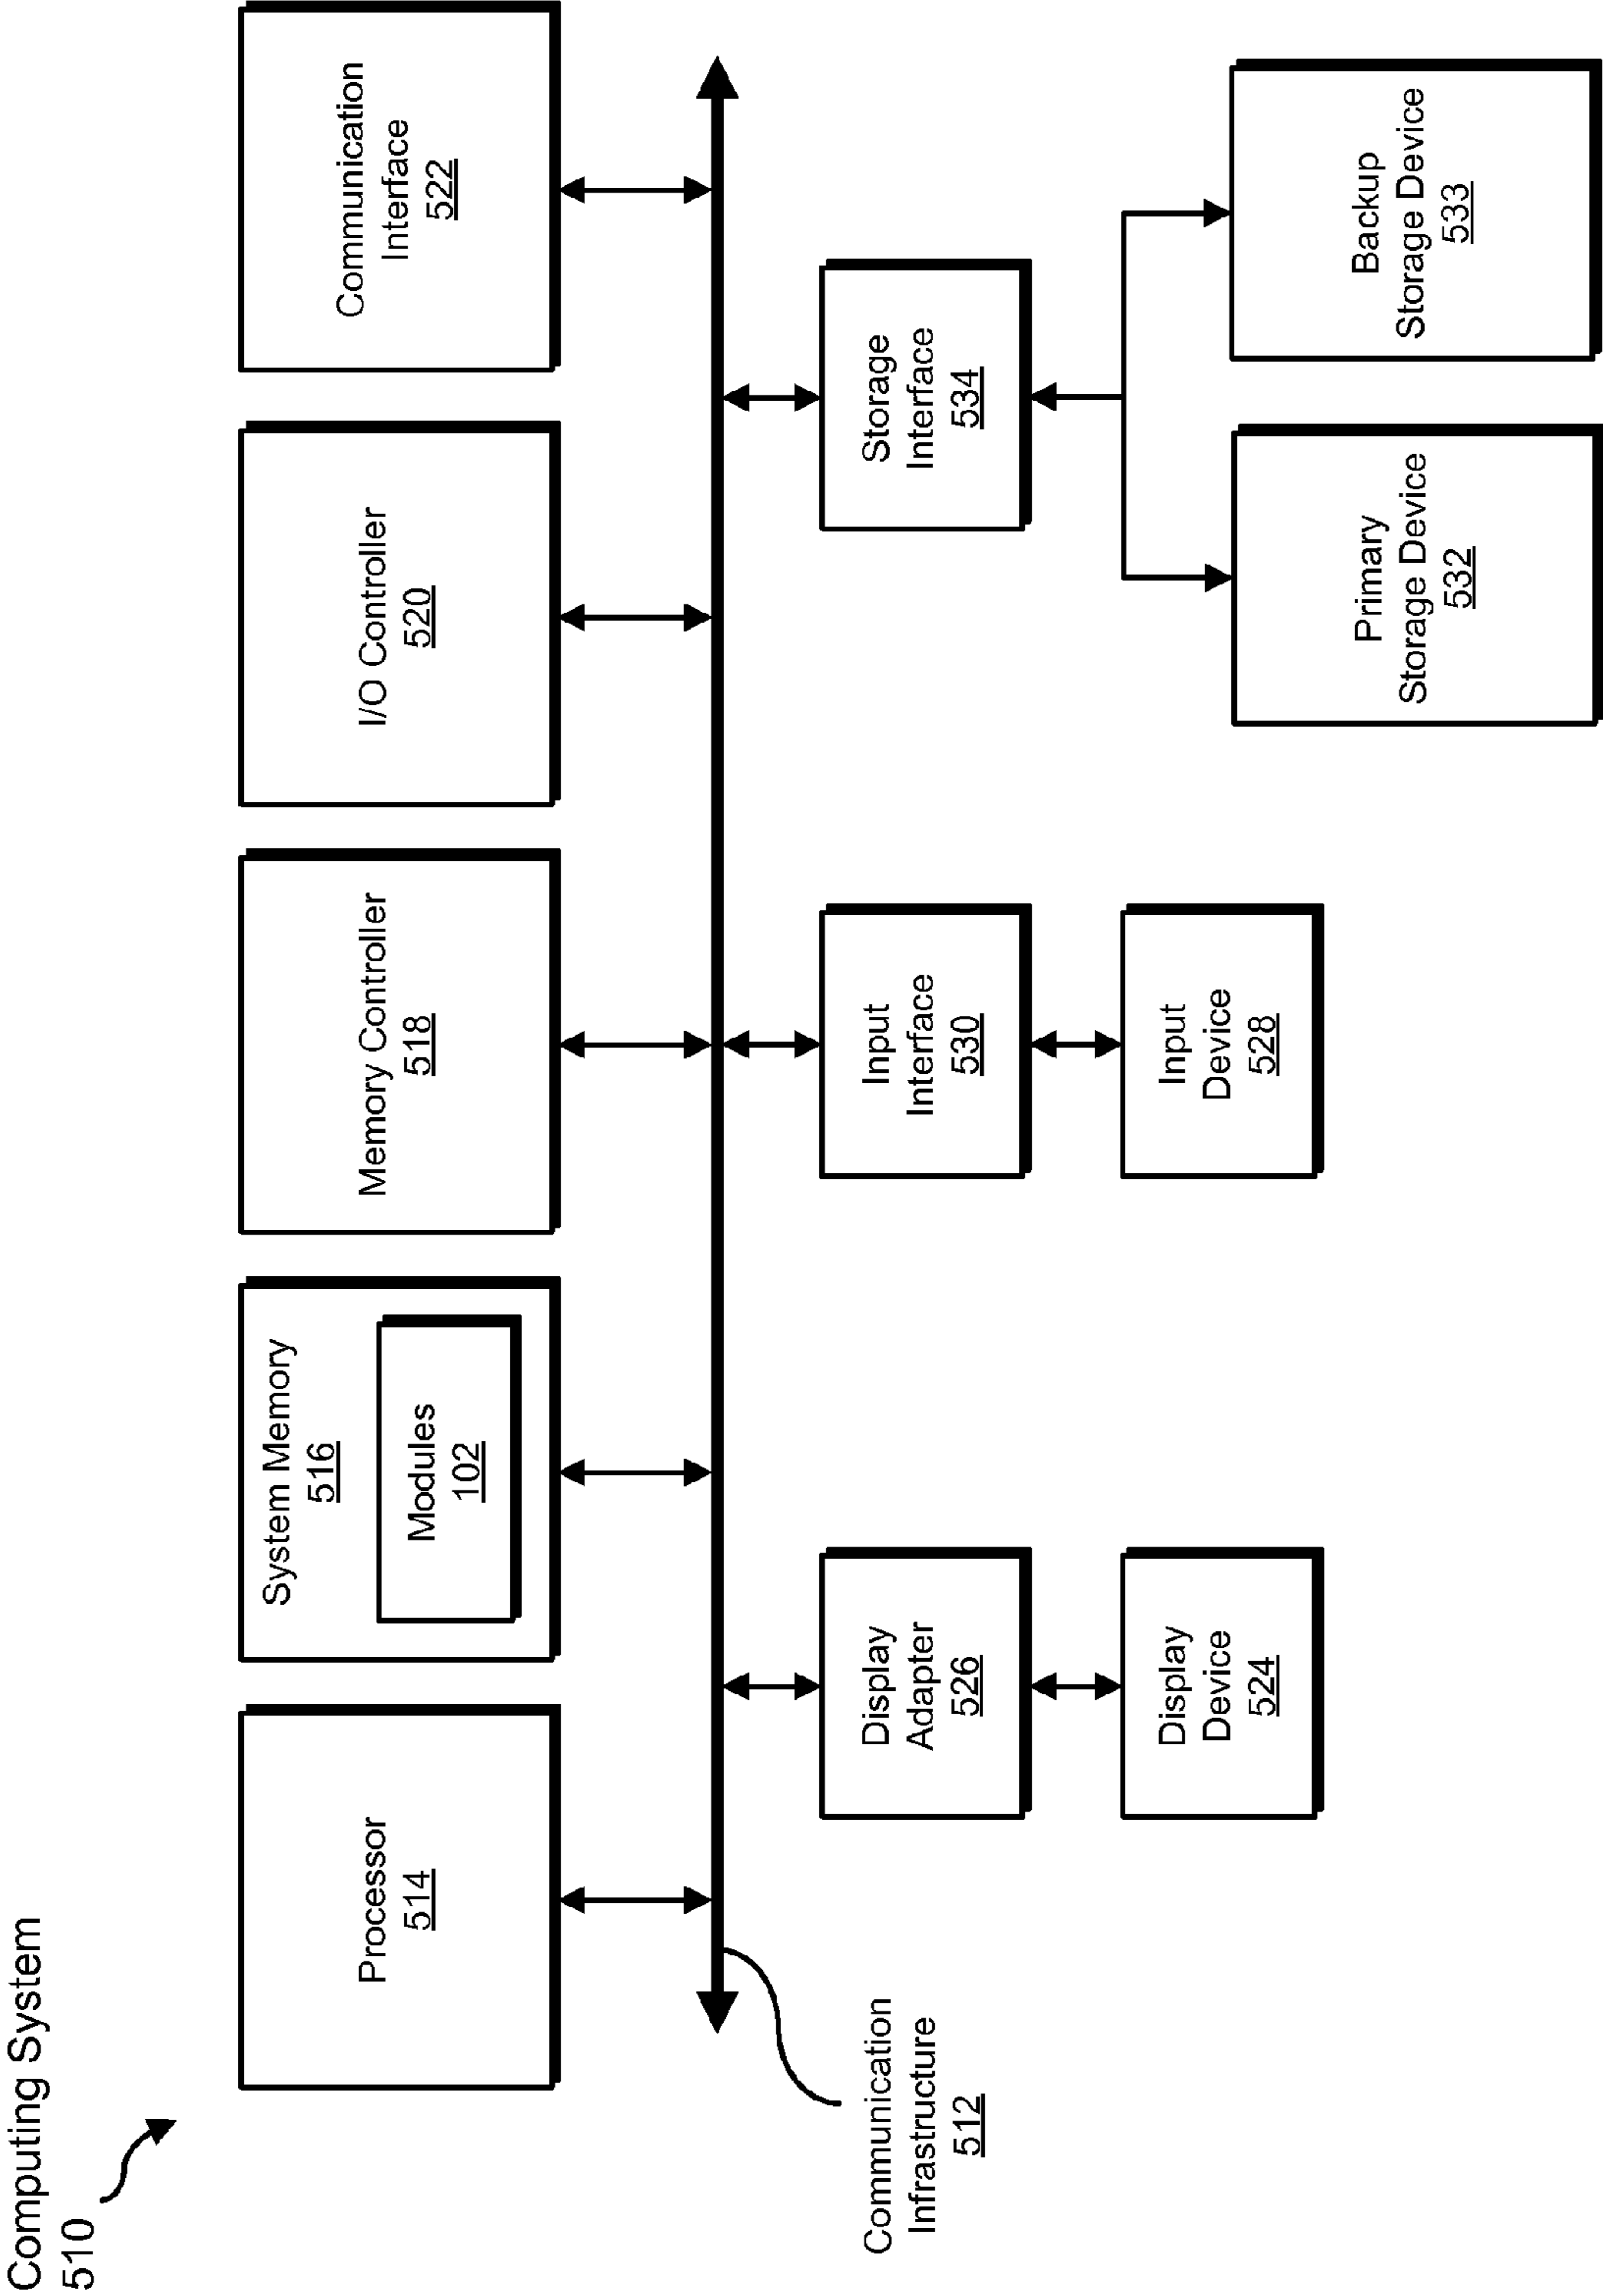 Computing System
510
Processor
514
System Memory
516
Modules
102
Memory Controller
518
I/O Controller
520
Communication
Interface
522
Communication
Infrastructure
512
Display
Adapter
526
Input
Interface
530
Storage
Interface
534
Display
Device
524
Input
Device
528
Primary
Storage Device
532
Backup
Storage Device
533